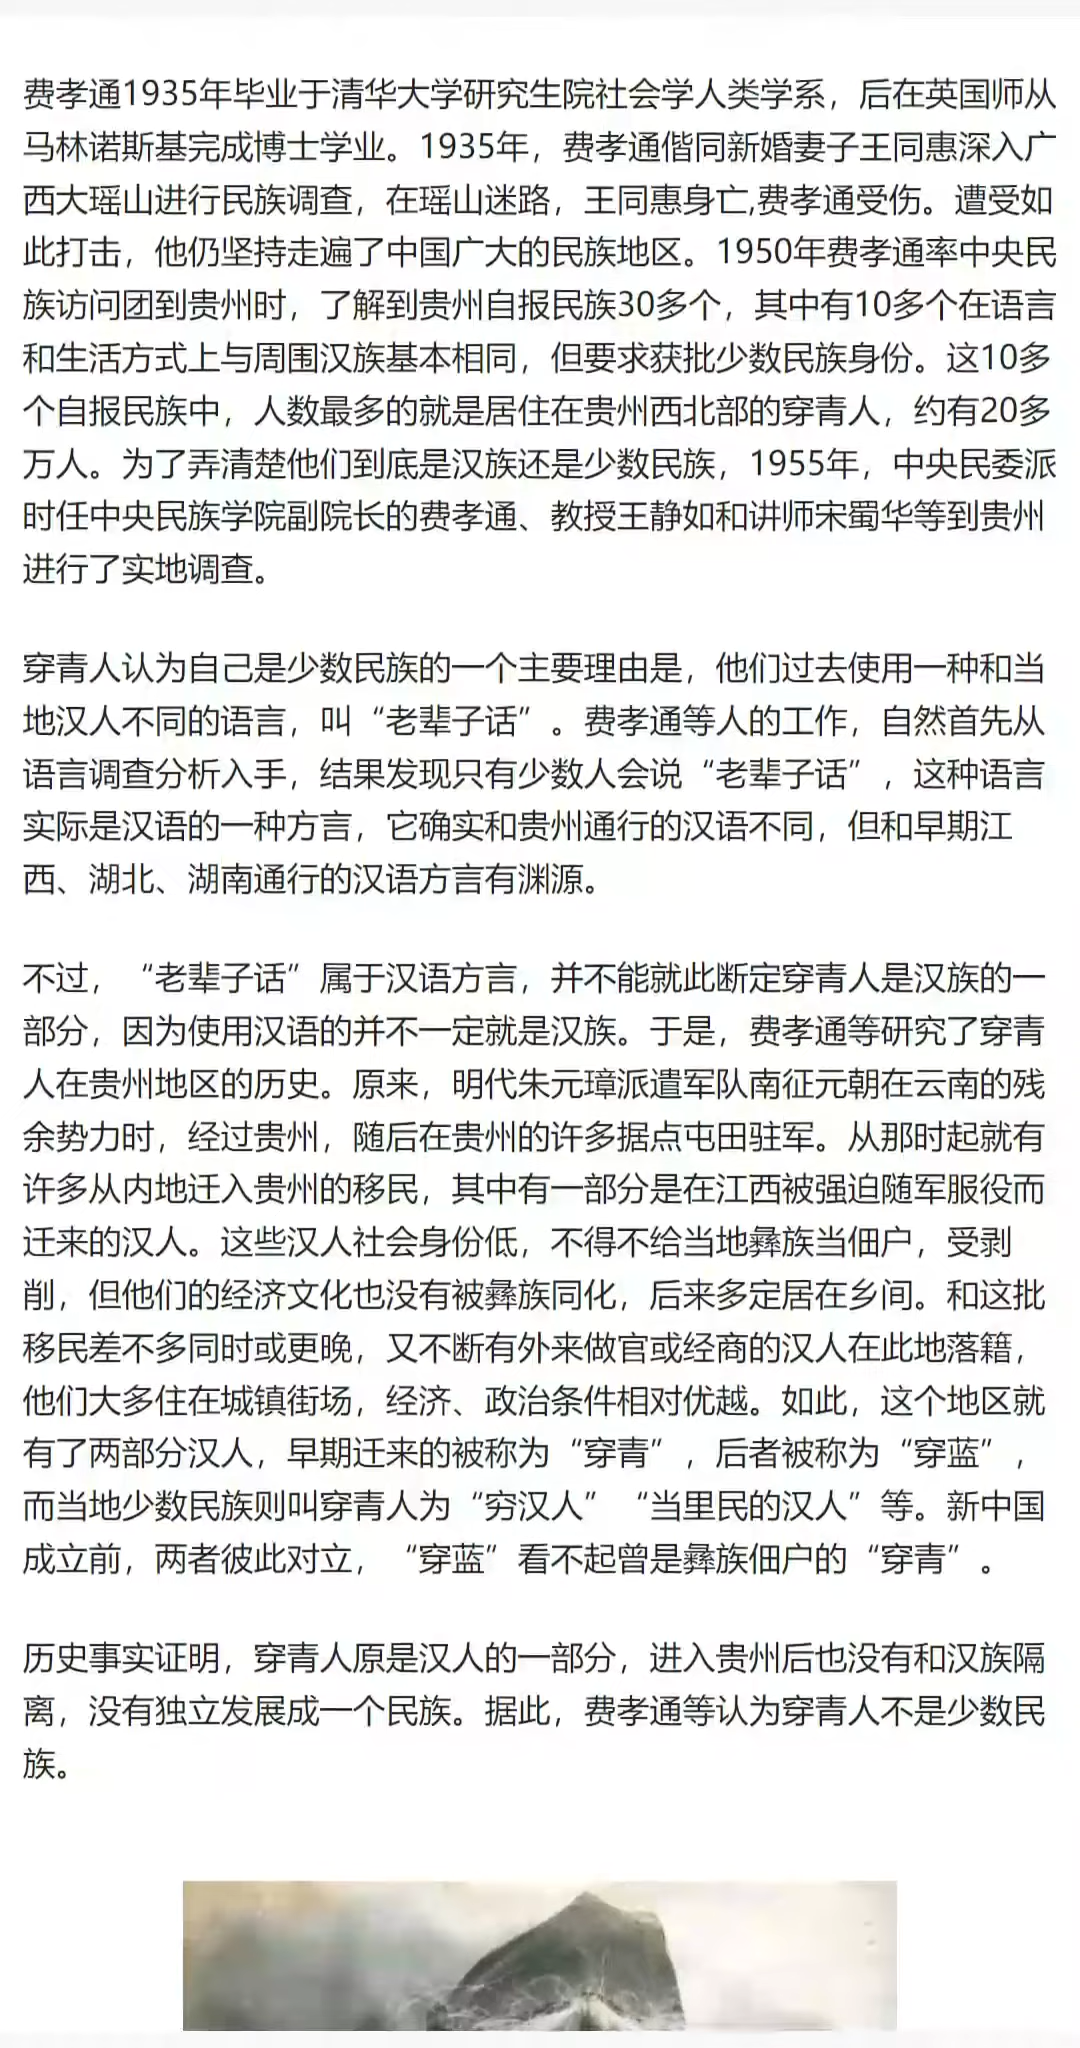 费孝通1935年毕业于清华大学研究生院社会学人类学系，后在英国师从
马林诺斯基完成博士学业。1935年，费孝通偕同新婚妻子王同惠深入广
西大瑶山进行民族调查，在瑶山迷路，王同惠身亡,费孝通受伤。遭受如
此打击，他仍坚持走遍了中国广大的民族地区。1950年费孝通率中央民
族访问团到贵州时，了解到贵州自报民族30多个，其中有10多个在语言
和生活方式上与周围汉族基本相同，但要求获批少数民族身份。这10多
个自报民族中，人数最多的就是居住在贵州西北部的穿青人，约有20多
万人。为了弄清楚他们到底是汉族还是少数民族，1955年，中央民委派
时任中央民族学院副院长的费孝通、教授王静如和讲师宋蜀华等到贵州
进行了实地调查。
穿青人认为自己是少数民族的一个主要理由是，他们过去使用一种和当
地汉人不同的语言，叫“老辈子话”。费孝通等人的工作，自然首先从
语言调查分析入手，结果发现只有少数人会说“老辈子话”，这种语言
实际是汉语的一种方言，它确实和贵州通行的汉语不同，但和早期江
西、湖北、湖南通行的汉语方言有渊源。
不过，“老辈子话”属于汉语方言，并不能就此断定穿青人是汉族的一
部分，因为使用汉语的并不一定就是汉族。于是，费孝通等研究了穿青
人在贵州地区的历史。原来，明代朱元璋派遣军队南征元朝在云南的残
余势力时，经过贵州，随后在贵州的许多据点屯田驻军。从那时起就有
许多从内地迁入贵州的移民，其中有一部分是在江西被强迫随军服役而
迁来的汉人。这些汉人社会身份低，不得不给当地彝族当佃户，受剥
削，但他们的经济文化也没有被彝族同化，后来多定居在乡间。和这批
移民差不多同时或更晚，又不断有外来做官或经商的汉人在此地落籍，
他们大多住在城镇街场，经济、政治条件相对优越。如此，这个地区就
有了两部分汉人，早期迁来的被称为“穿青”，后者被称为“穿蓝”，
而当地少数民族则叫穿青人为“穷汉人”“当里民的汉人”等。新中国
成立前，两者彼此对立，“穿蓝”看不起曾是彝族佃户的“穿青”。
历史事实证明，穿青人原是汉人的一部分，进入贵州后也没有和汉族隔
离，没有独立发展成一个民族。据此，费孝通等认为穿青人不是少数民
族。